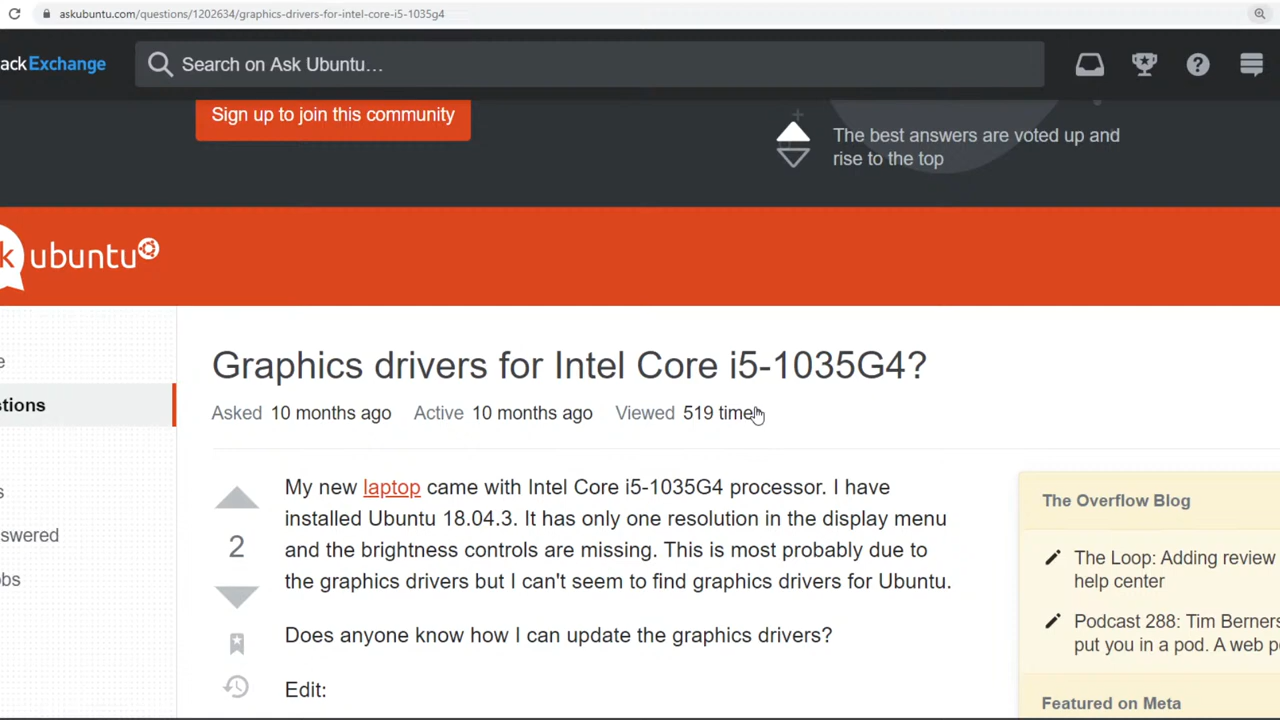 askubuntu.com/questions/1202634/graphics-drivers-for-intel-core-i5-1035g4
ackExchange
Search on Ask Ubuntu…
Sign up to join this community
The best answers are voted up and
rise to the top
k ubuntu
Graphics drivers for Intel Core i5-1035G4?
Asked 10 months ago Active 10 months ago Viewed 519 time
e
stions
s
swered
obs
2
My new laptop came with Intel Core i5-1035G4 processor. I have
installed Ubuntu 18.04.3. It has only one resolution in the display menu
and the brightness controls are missing. This is most probably due to
the graphics drivers but I can't seem to find graphics drivers for Ubuntu.
Does anyone know how I can update the graphics drivers?
Edit:
The Overflow Blog
The Loop: Adding review
help center
Podcast 288: Tim Berners
put you in a pod. A web p
Featured on Meta